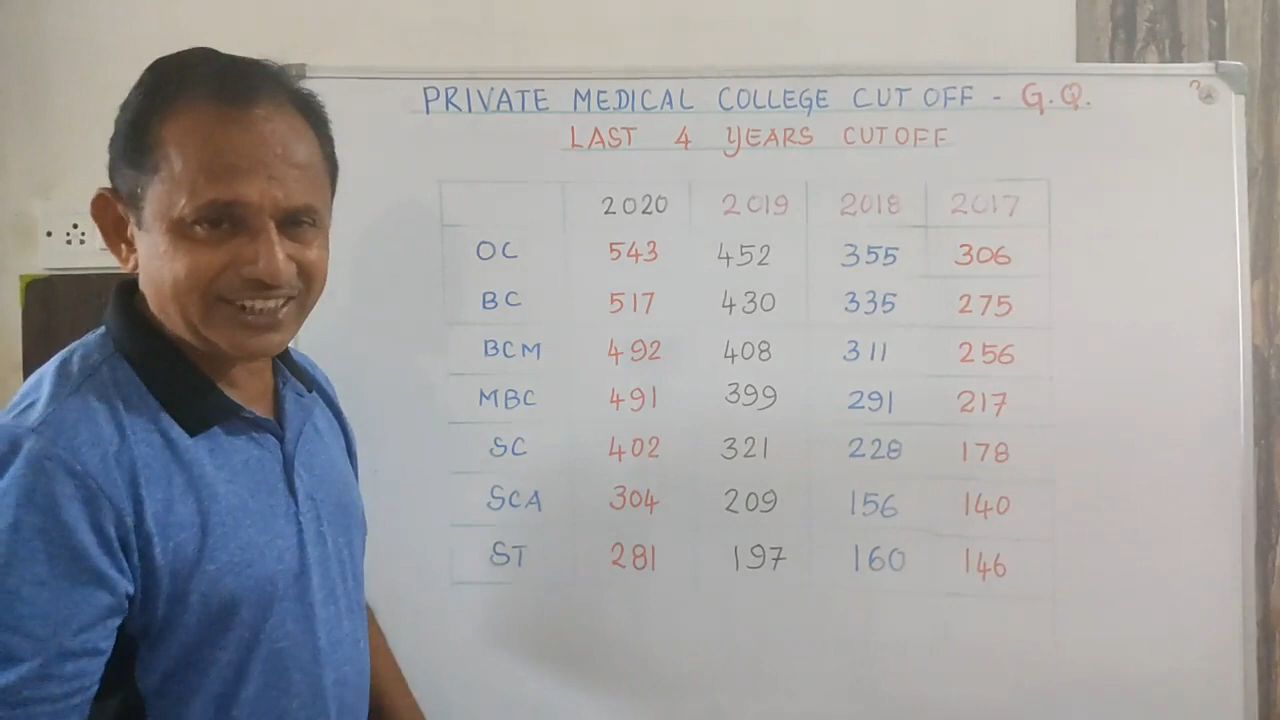 PRIVATE MEDICAL COLLEGE CUT OFF - G.Q.
LAST 4 YEARS CUTOFF
2020 2019 2018 2017
OC 543 452 355 306
BC 517 430 335 275
BCM 492 408 311 256
MBC 491 399 291 217
SC 402 321 228 178
SCA 304 209 156 140
ST 281 197 160 146